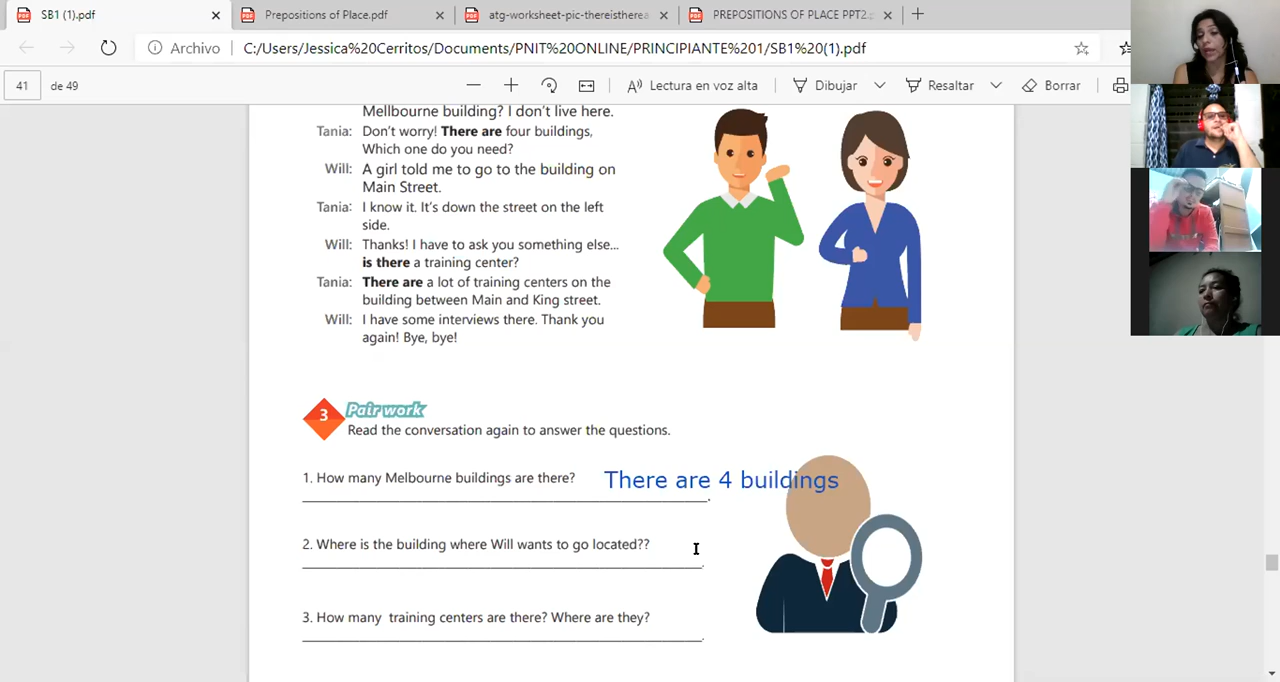 SB1 (1).pdf
Prepositions of Place.pdf
atg-worksheet-pic-thereistherea
PREPOSITIONS OF PLACE PPT2.
Archivo
C:/Users/Jessica%20Cerritos/Documents/PNIT%20ONLINE/PRINCIPIANTE%201/SB1%20(1).pdf
41 de 49
Lectura en voz alta
Dibujar
Resaltar
Borrar
Mellbourne building? I don't live here.
Tania: Don't worry! There are four buildings,
Which one do you need?
Will: A girl told me to go to the building on
Main Street.
Tania: I know it. It's down the street on the left
side.
Will: Thanks! I have to ask you something else...
is there a training center?
Tania: There are a lot of training centers on the
building between Main and King street.
Will: I have some interviews there. Thank you
again! Bye, bye!
3 Pair work
Read the conversation again to answer the questions.
1. How many Melbourne buildings are there? There are 4 buildings
2. Where is the building where Will wants to go located??
3. How many training centers are there? Where are they?